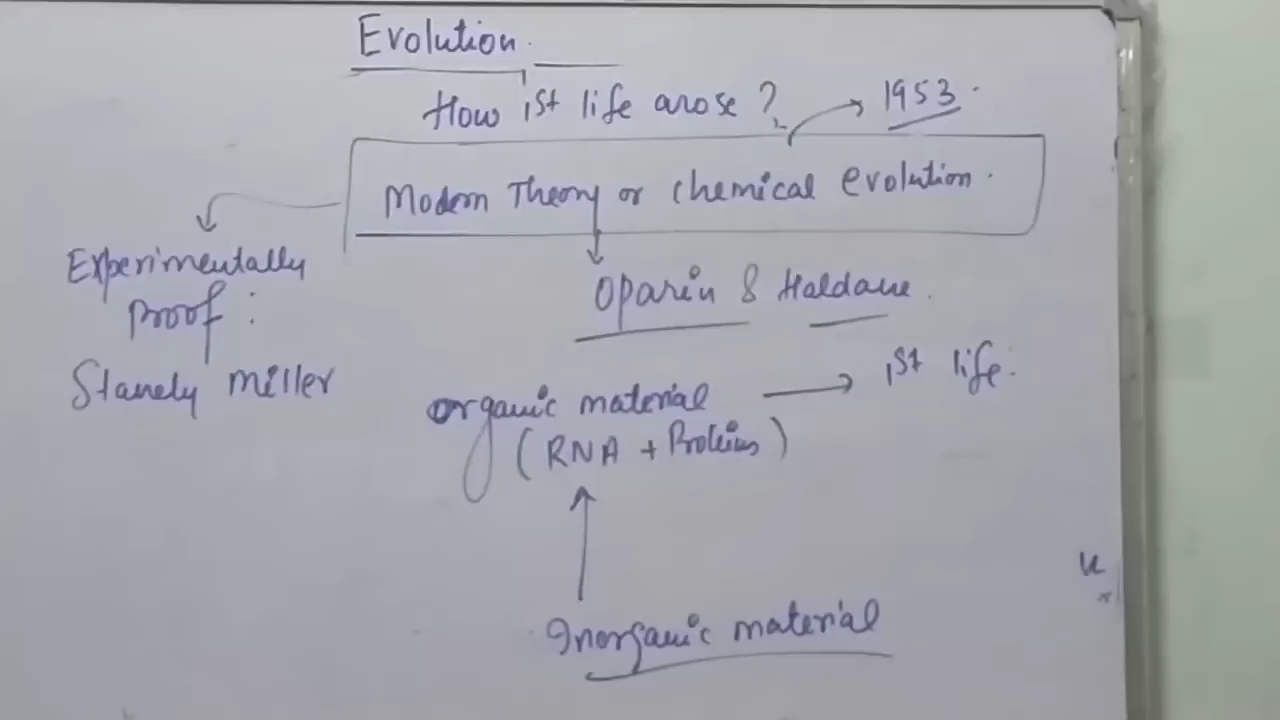 Evolution.
How 1st life arose ?
1953.
Modern Theory or chemical evolution.
Experimentally
Proof :
Stanely miller
Oparin & Haldane.
organic material
1st life.
(RNA + Proteins)
Inorganic material